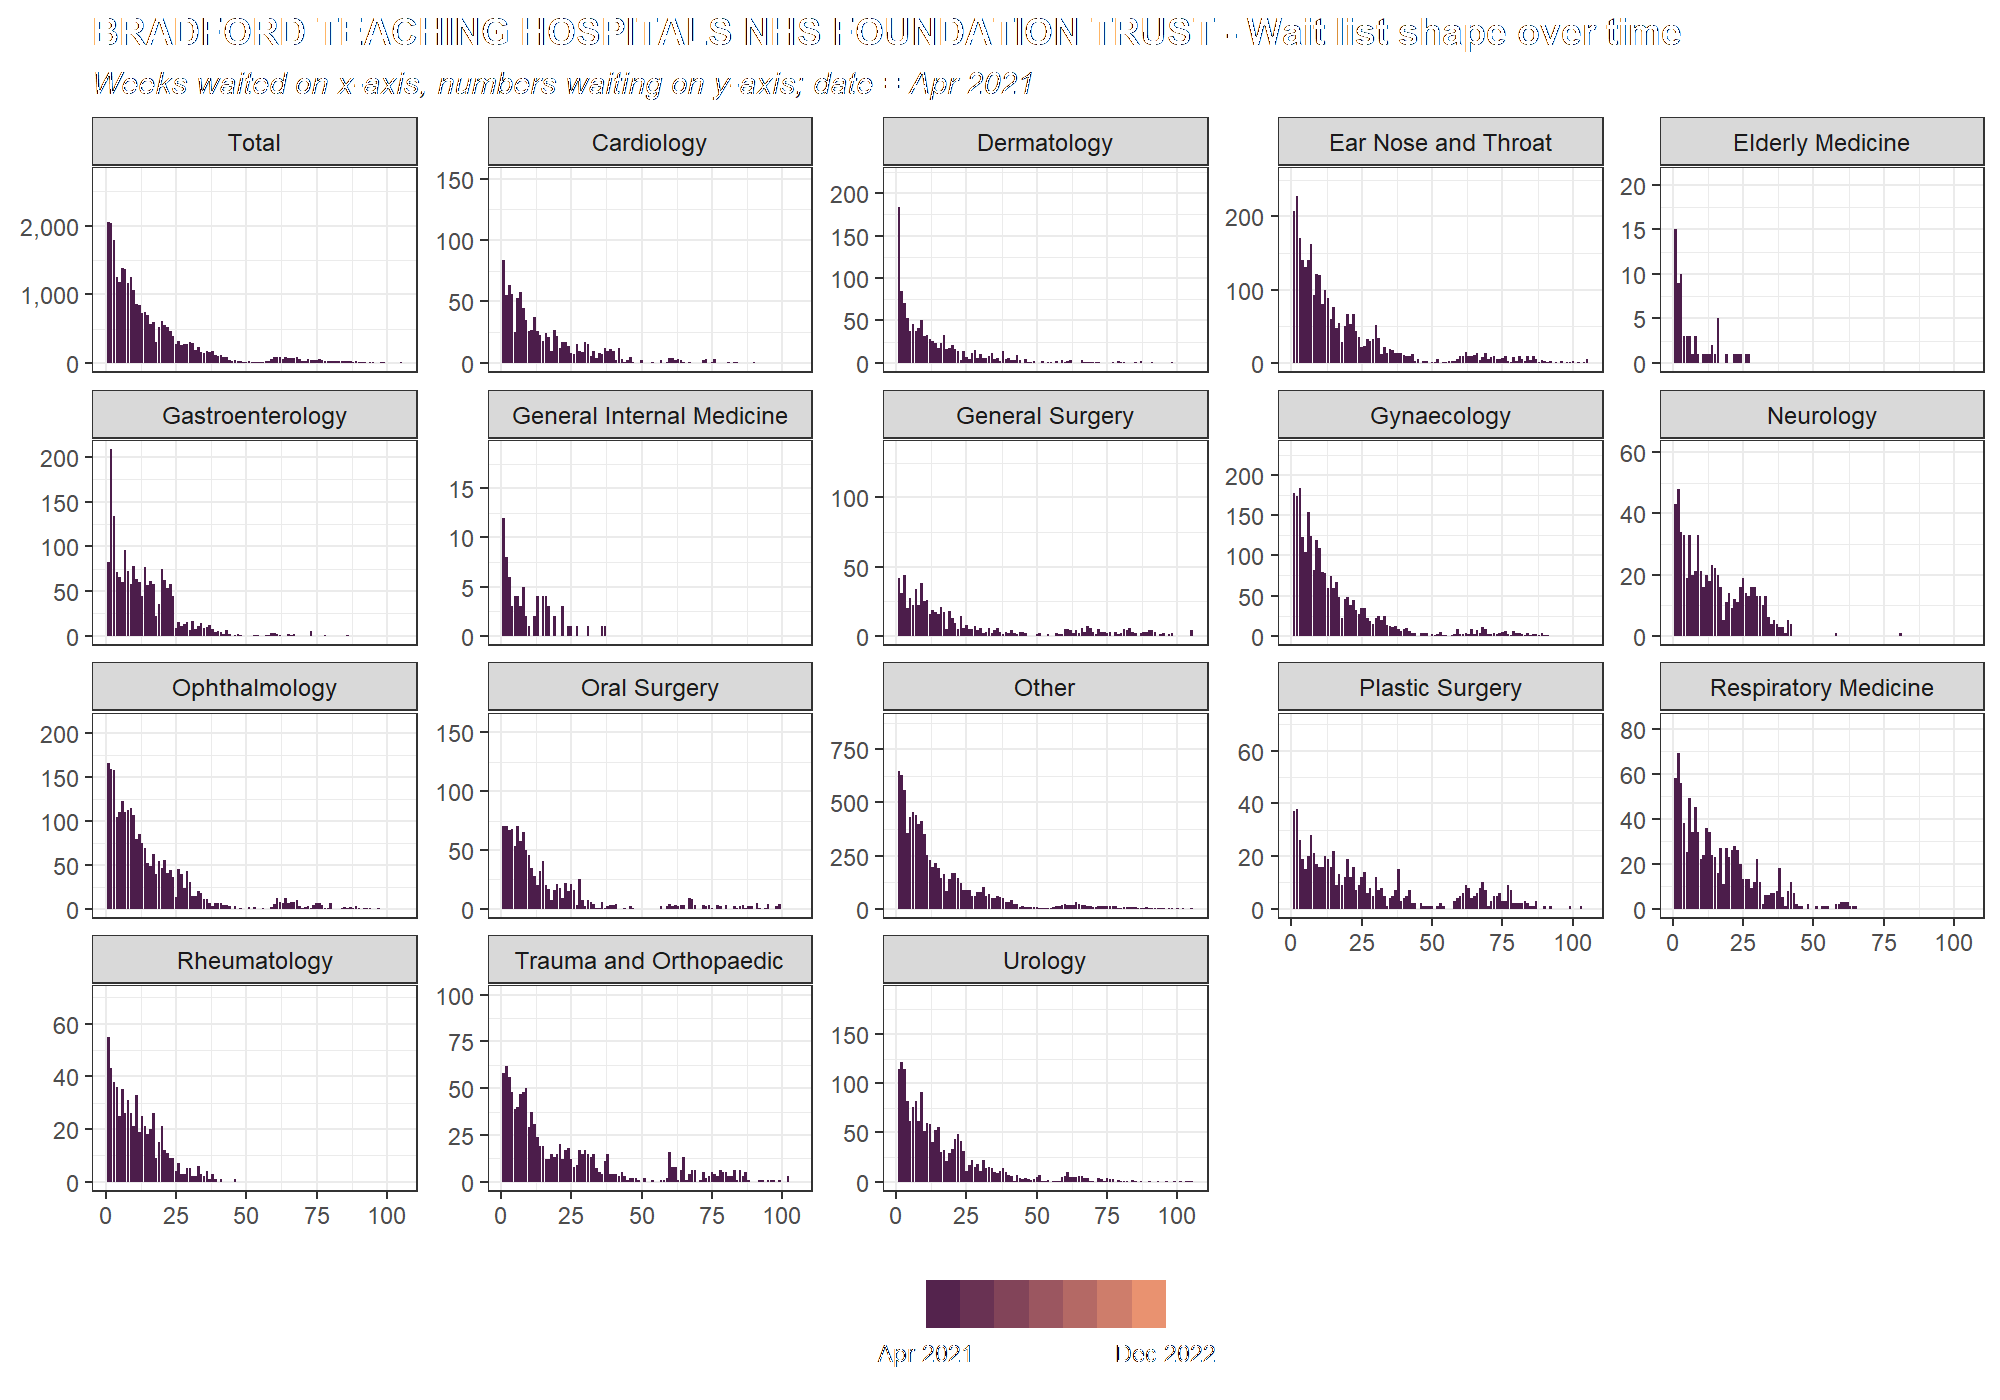 BRADFORD TEACHING HOSPITALS NHS FOUNDATION TRUST - Wait list shape over time
Weeks waited on x-axis, numbers waiting on y-axis; date = Apr 2021
Total Cardiology Dermatology Ear Nose and Throat Elderly Medicine
2,000 1,000 0
150 100 50 0
200 150 100 50 0
200 100 0
20 15 10 5 0
Gastroenterology General Internal Medicine General Surgery Gynaecology Neurology
200 150 100 50 0
15 10 5 0
100 50 0
200 150 100 50 0
60 40 20 0
Ophthalmology Oral Surgery Other Plastic Surgery Respiratory Medicine
200 150 100 50 0
150 100 50 0
750 500 250 0
60 40 20 0
80 60 40 20 0
0 25 50 75 100 0 25 50 75 100
Rheumatology Trauma and Orthopaedic Urology
60 40 20 0
100 75 50 25 0
150 100 50 0
0 25 50 75 100 0 25 50 75 100 0 25 50 75 100
Apr 2021 Dec 2022